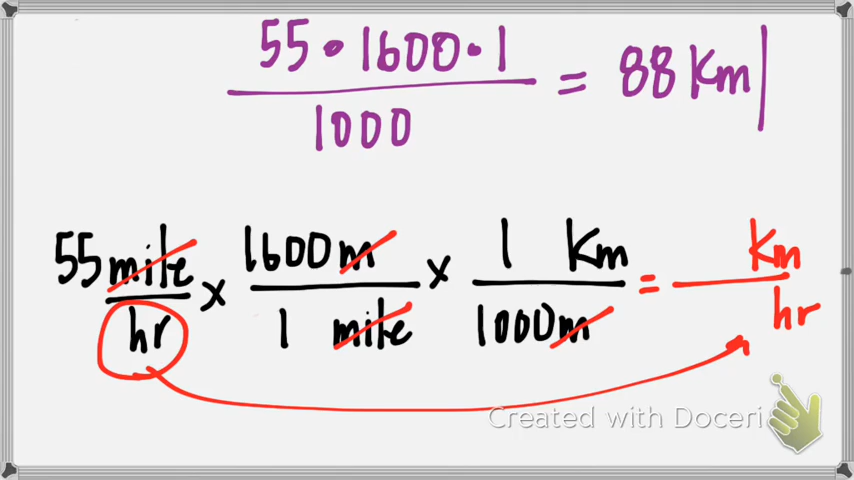 55 • 1600 • 1
= 88 Km|
1000
55 mile x 1600 m x 1 Km = Km
hr 1 mile 1000 m hr
Created with Doceri